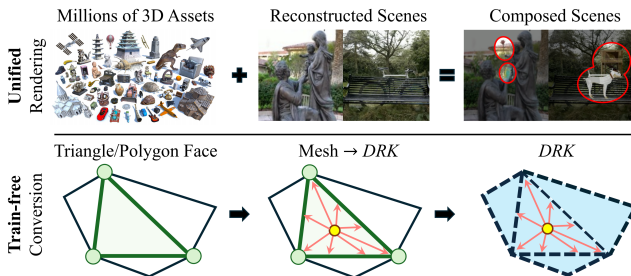 Millions of 3D Assets
Reconstructed Scenes
Composed Scenes
Unified
Rendering
Triangle/Polygon Face
Mesh → DRK
DRK
Train-free
Conversion